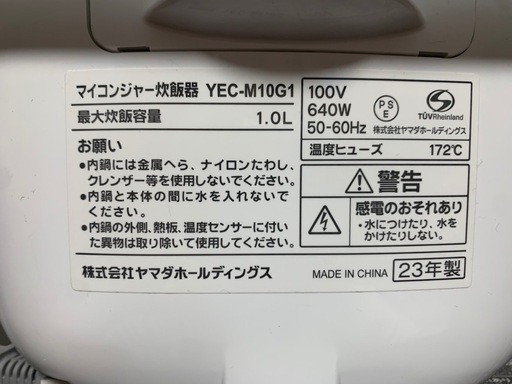 マイコンジャー炊飯器 YEC-M10G1
最大炊飯容量 1.0L
お願い
●内鍋には金属へら、ナイロンたわし、
クレンザー等を使用しないでください。
●内鍋と本体の間に水を入れないで
ください。
●内鍋の外側、熱板、温度センサーに付い
た異物は取り除いて使用してください。
株式会社ヤマダホールディングス
100V
640W
50-60Hz
PSE
TÜVRheinland
株式会社ヤマダホールディングス
温度ヒューズ 172℃
警告
感電のおそれあり
・水につけたり、水を
かけたりしない。
MADE IN CHINA 23年製